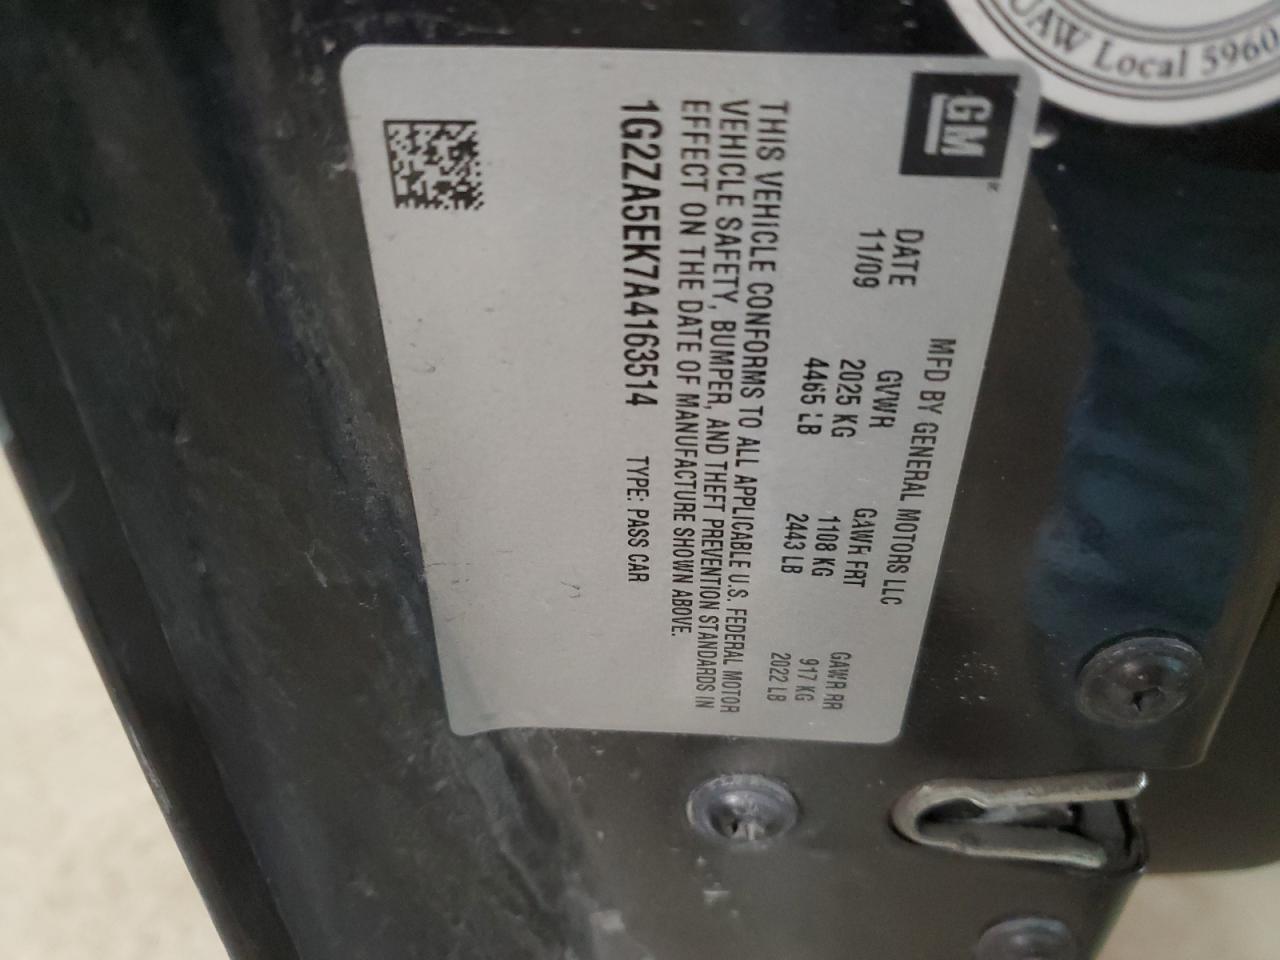 UAW Local 5960
GM
MFD BY GENERAL MOTORS LLC
DATE GVWR GAWR FRT GAWR RR
11/09 2025 KG 1108 KG 917 KG
4465 LB 2443 LB 2022 LB
THIS VEHICLE CONFORMS TO ALL APPLICABLE U.S. FEDERAL MOTOR
VEHICLE SAFETY, BUMPER, AND THEFT PREVENTION STANDARDS IN
EFFECT ON THE DATE OF MANUFACTURE SHOWN ABOVE.
1G2ZA5EK7A4163514 TYPE: PASS CAR